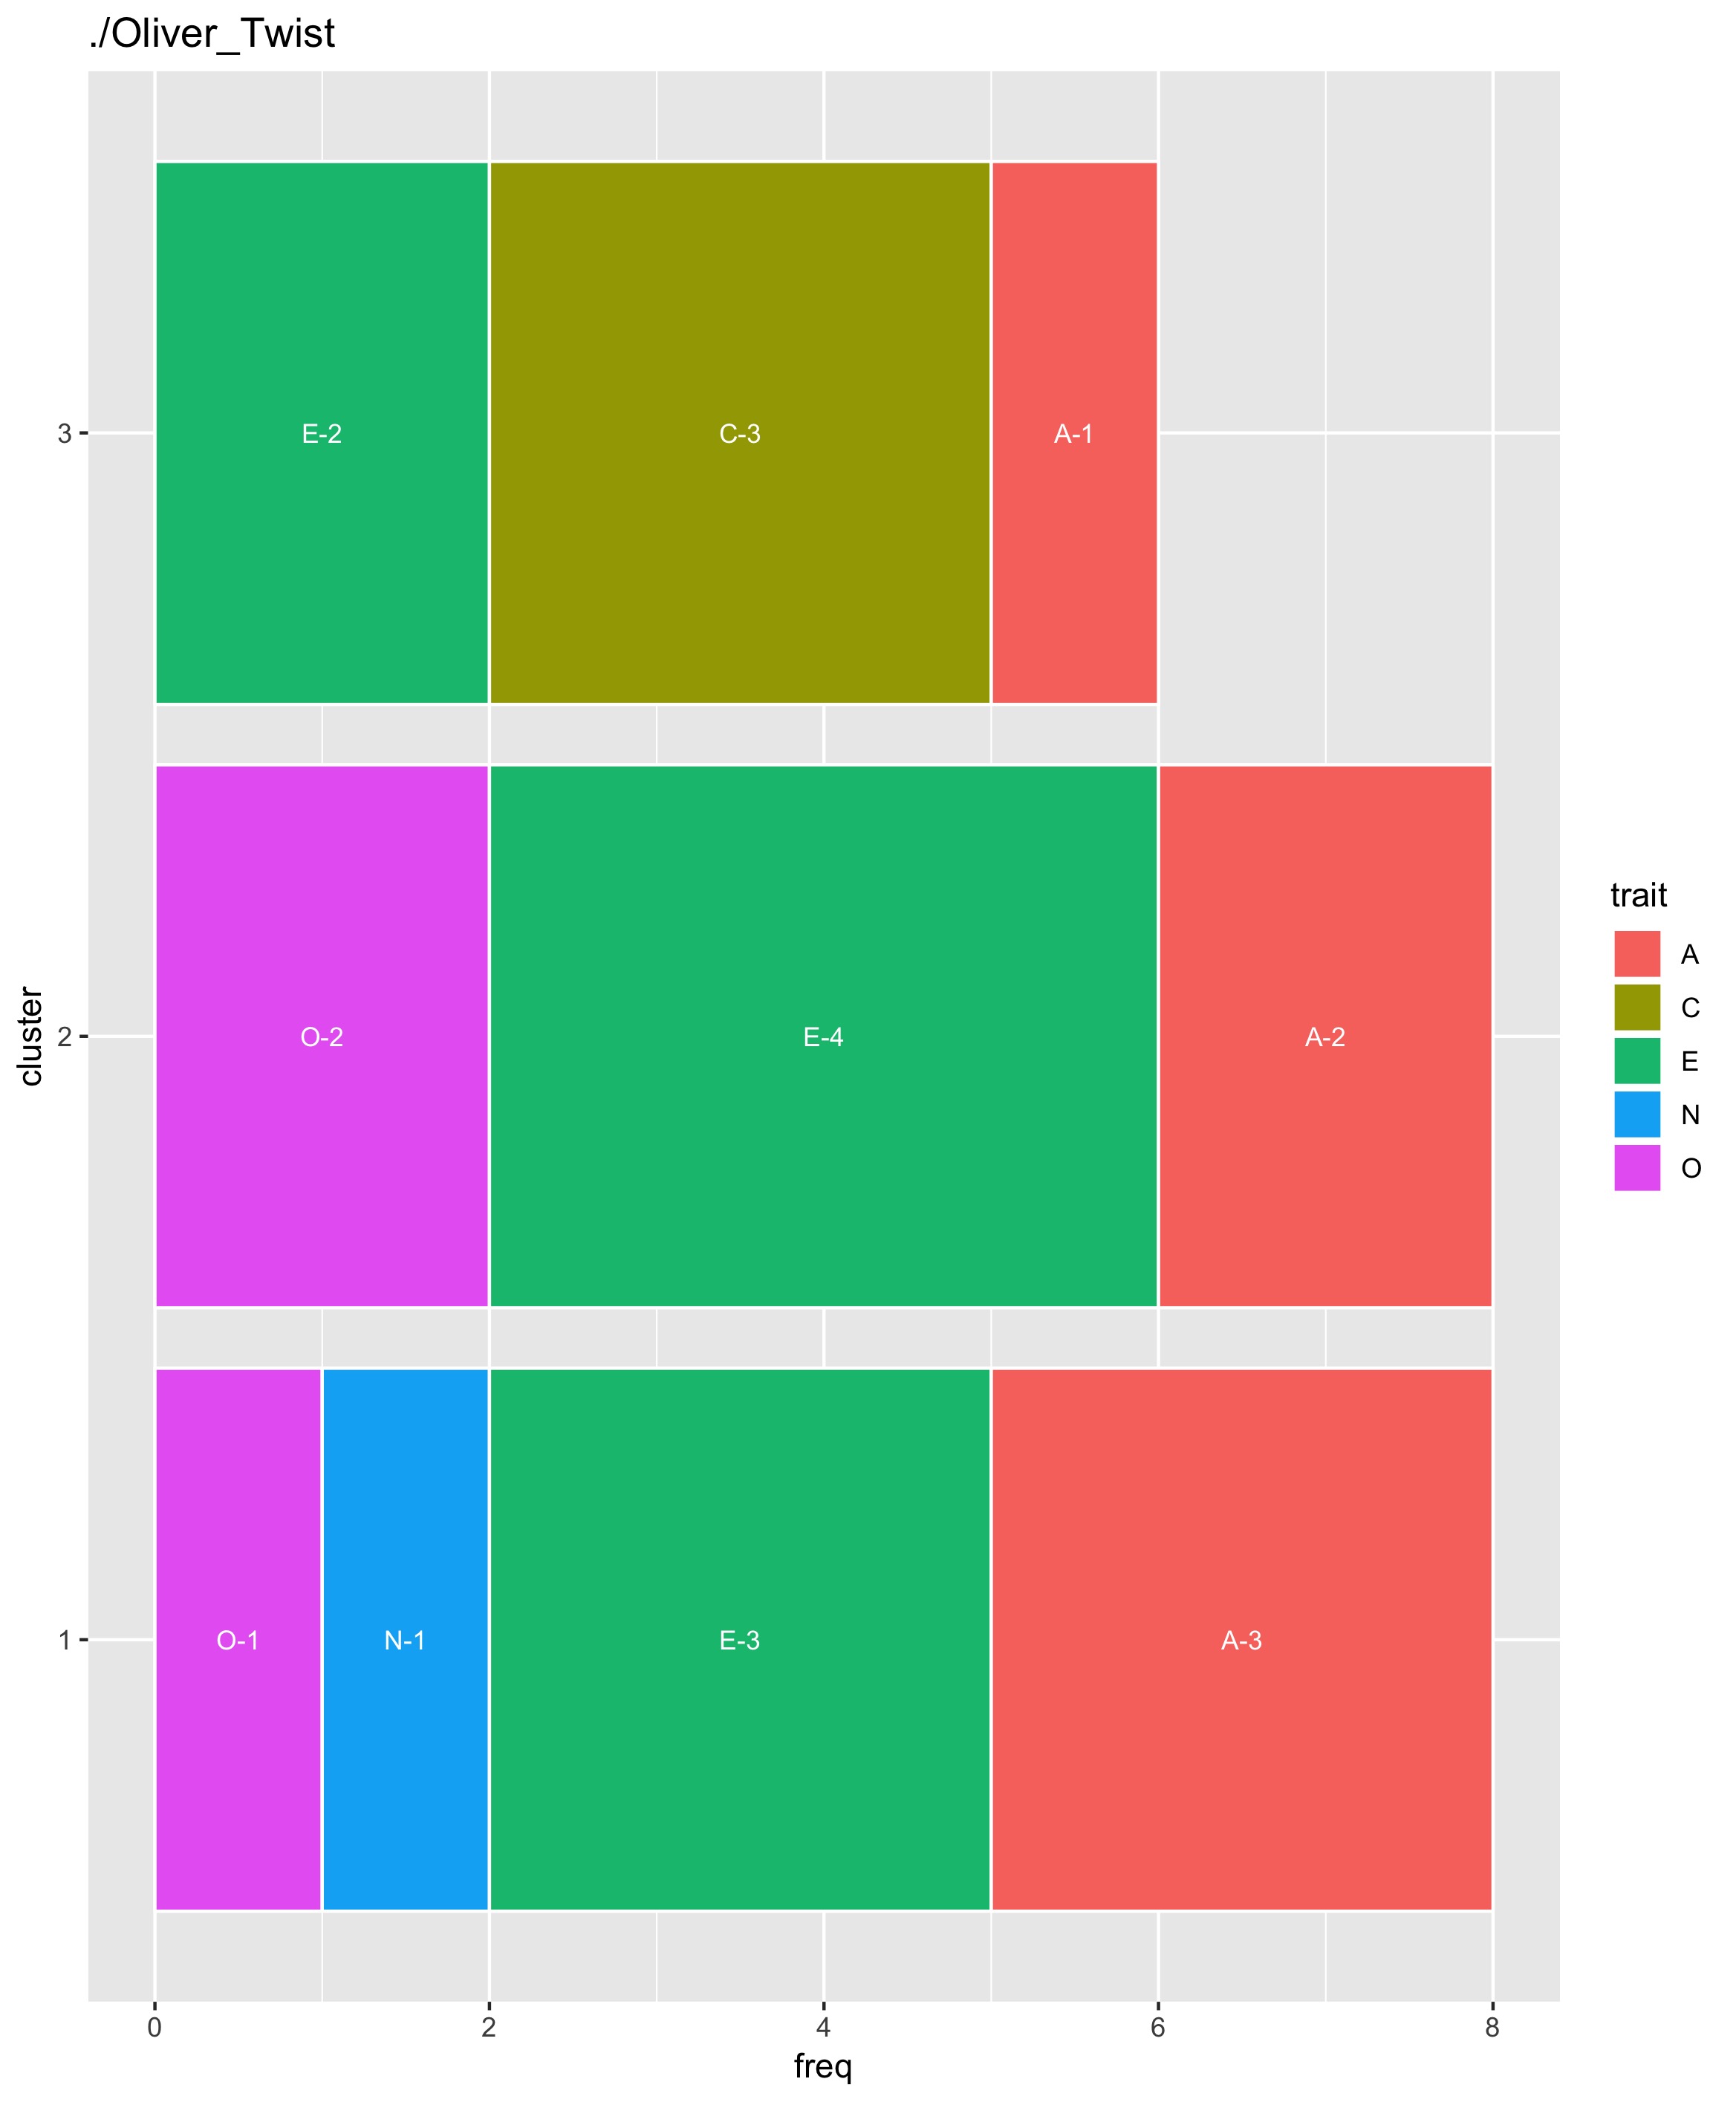 ./Oliver_Twist
3
E-2
C-3
A-1
2
O-2
E-4
A-2
1
O-1
N-1
E-3
A-3
0
2
4
6
8
freq
cluster
trait
A
C
E
N
O